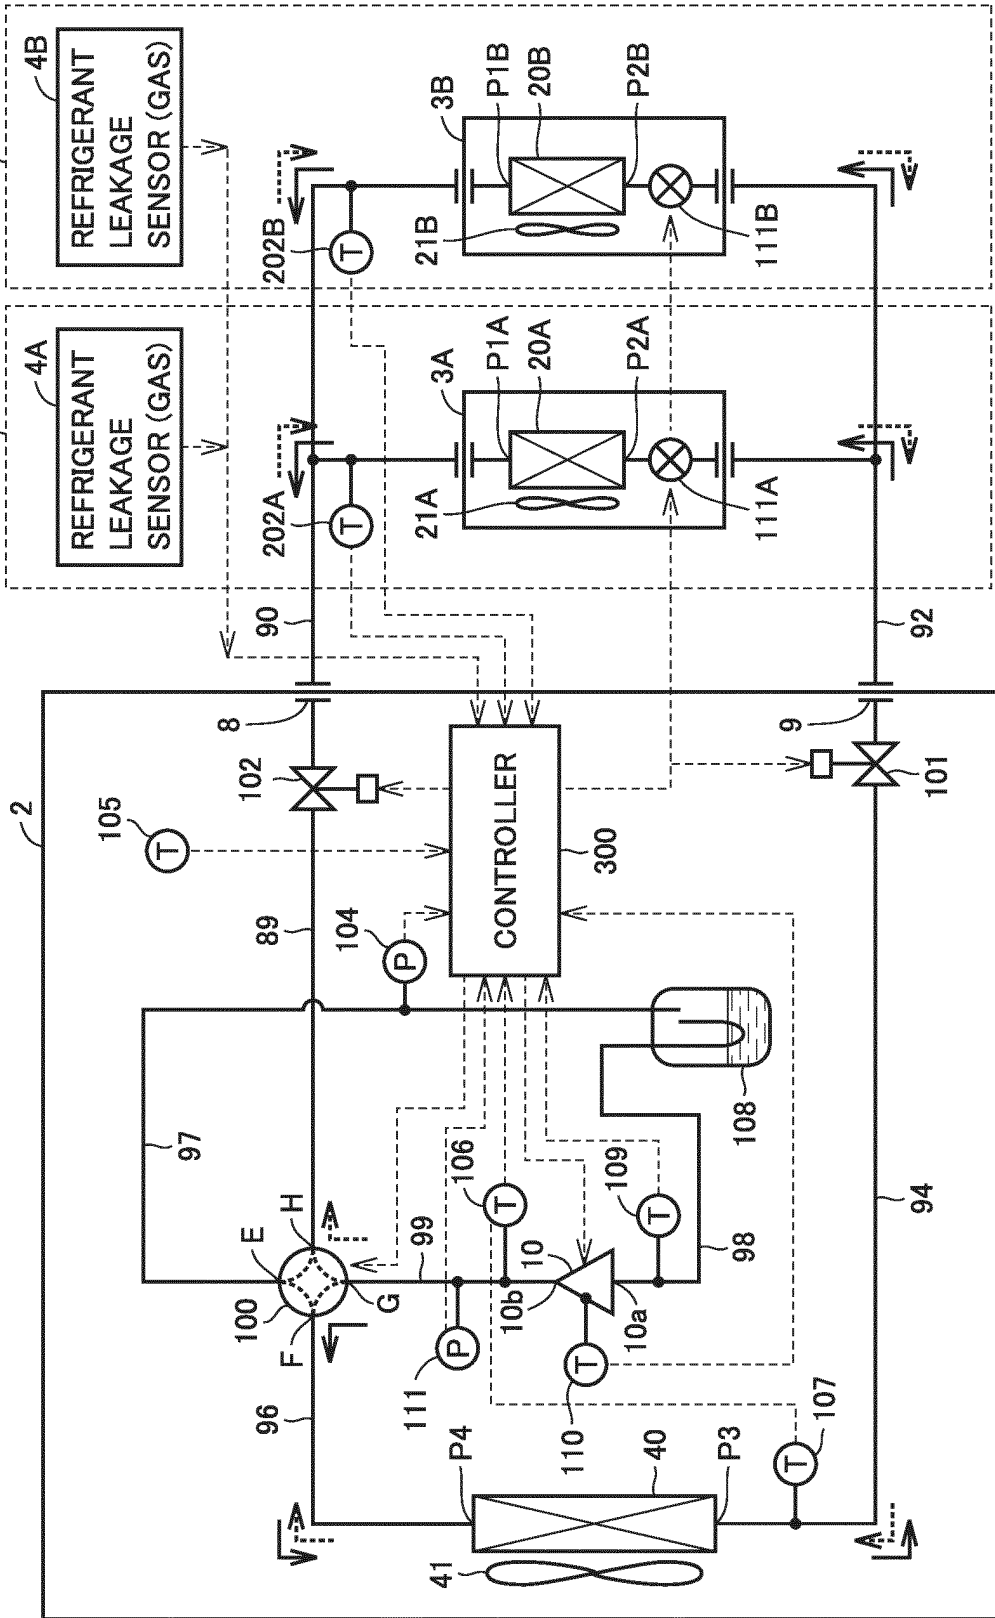 2
4A
4B
REFRIGERANT
LEAKAGE
SENSOR (GAS)
REFRIGERANT
LEAKAGE
SENSOR (GAS)
105
T
97
8
100
E
102
96
89
90
202A
202B
F
H
T
T
104
G
P
99
111
P
41
P4
106
T
21A
3A
21B
3B
P1A
P1B
CONTROLLER
10b
10
20A
20B
110
T
300
109
10a
P2A
P2B
40
T
P3
98
108
111A
111B
T
107
9
94
101
92